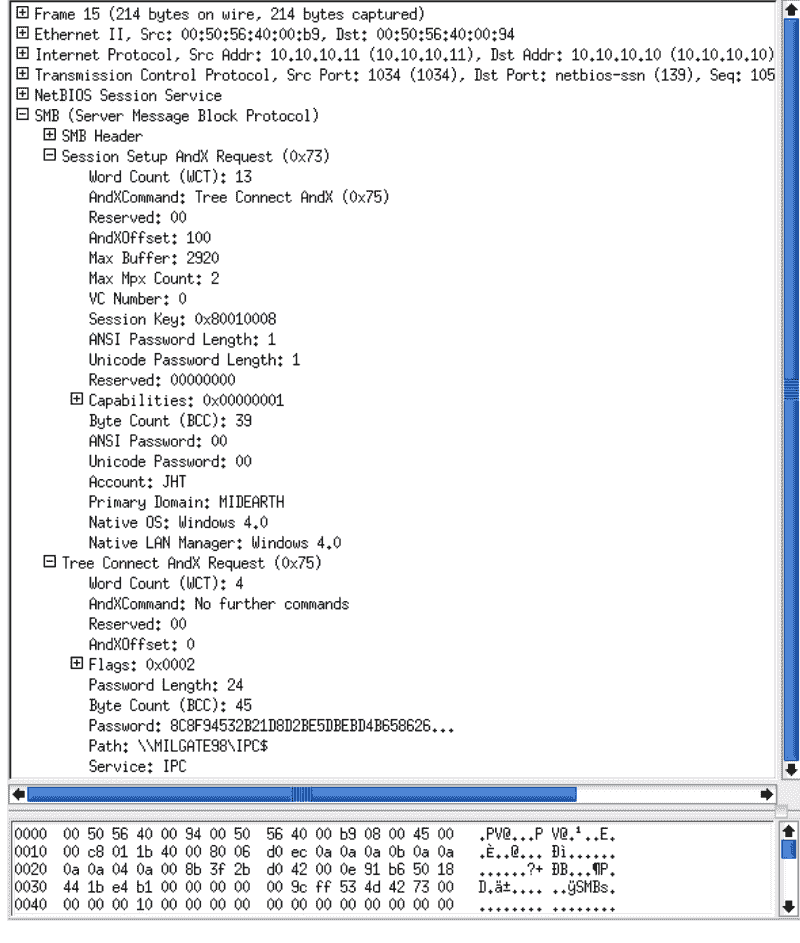 Frame 15 (214 bytes on wire, 214 bytes captured)
Ethernet II, Src: 00:50:56:40:00:b9, Dst: 00:50:56:40:00:94
Internet Protocol, Src Addr: 10.10.10.11 (10.10.10.11), Dst Addr: 10.10.10.10 (10.10.10.10)
Transmission Control Protocol, Src Port: 1034 (1034), Dst Port: netbios-ssn (139), Seq: 105
NetBIOS Session Service
SMB (Server Message Block Protocol)
SMB Header
Session Setup AndX Request (0x73)
Word Count (WCT): 13
AndXCommand: Tree Connect AndX (0x75)
Reserved: 00
AndXOffset: 100
Max Buffer: 2920
Max Mpx Count: 2
VC Number: 0
Session Key: 0x80010008
ANSI Password Length: 1
Unicode Password Length: 1
Reserved: 00000000
Capabilities: 0x00000001
Byte Count (BCC): 39
ANSI Password: 00
Unicode Password: 00
Account: JHT
Primary Domain: MIDEARTH
Native OS: Windows 4.0
Native LAN Manager: Windows 4.0
Tree Connect AndX Request (0x75)
Word Count (WCT): 4
AndXCommand: No further commands
Reserved: 00
AndXOffset: 0
Flags: 0x0002
Password Length: 24
Byte Count (BCC): 45
Password: 8C8F94532B21D8D2BE5DBEBD4B658626...
Path: \\MILGATE98\IPC$
Service: IPC
0000 00 50 56 40 00 94 00 50 56 40 00 b9 08 00 45 00 .PV@...P V@.¹..E.
0010 00 c8 01 1b 40 00 80 06 d0 ec 0a 0a 0a 0b 0a 0a .È..@... Ðì......
0020 0a 0a 04 0a 00 8b 3f 2b d0 42 00 0e 91 b6 50 18 ......?+ ÐB...¶P.
0030 44 1b e4 b1 00 00 00 00 00 9c ff 53 4d 42 73 00 D.ä±.... ..ÿSMBs.
0040 00 00 00 10 00 00 00 00 00 00 00 00 00 00 00 00 ........ ........